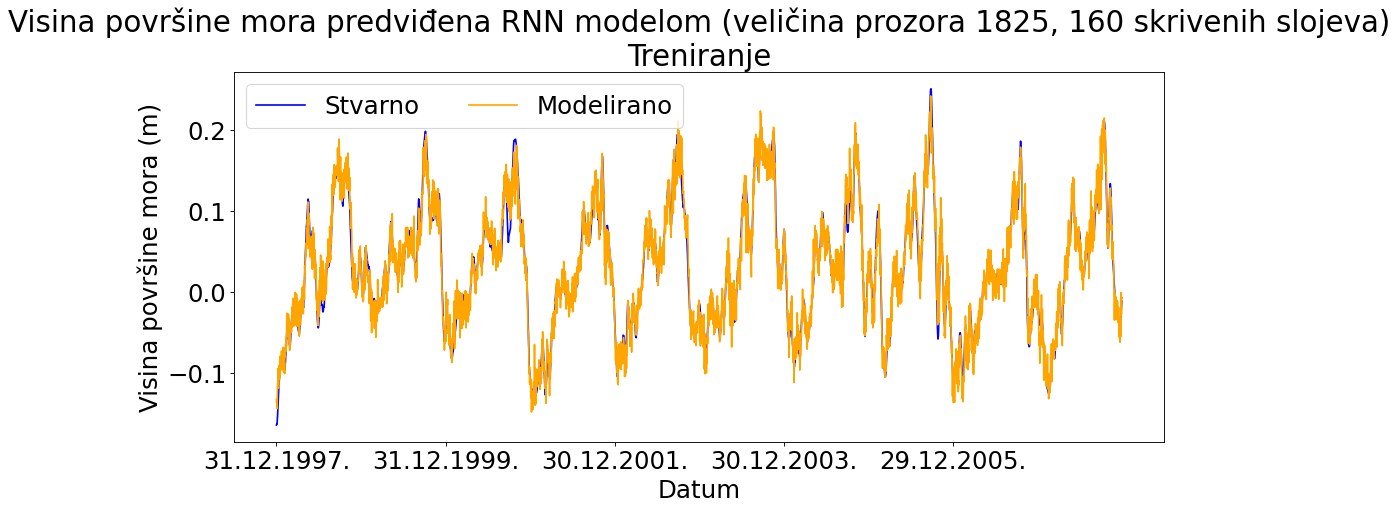 Visina površine mora predviđena RNN modelom (veličina prozora 1825, 160 skrivenih slojeva)
Treniranje
Stvarno Modelirano
Visina površine mora (m)
0.2
0.1
0.0
−0.1
31.12.1997. 31.12.1999. 30.12.2001. 30.12.2003. 29.12.2005.
Datum